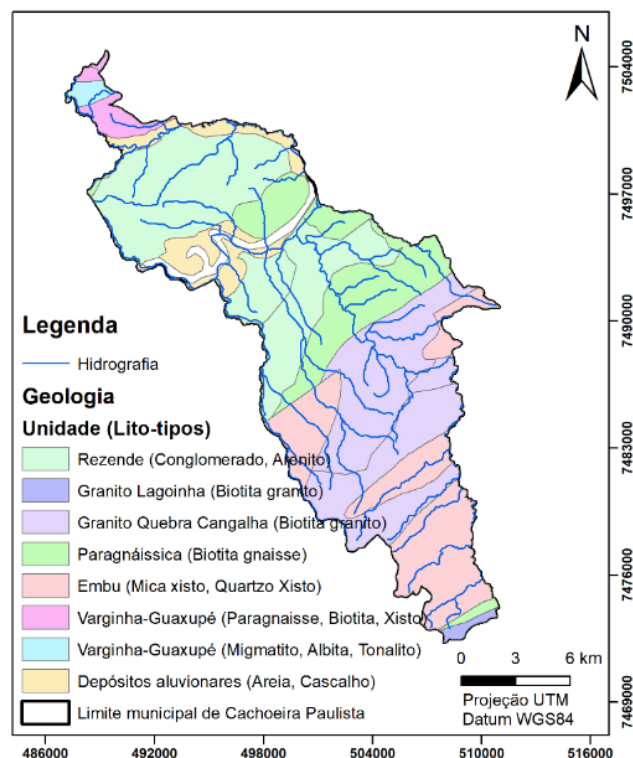 N
7504000
7497000
7490000
7483000
7476000
7469000
Legenda
Hidrografia
Geologia
Unidade (Lito-tipos)
Rezende (Conglomerado, Arenito)
Granito Lagoinha (Biotita granito)
Granito Quebra Cangalha (Biotita granito)
Paragnáissica (Biotita gnaisse)
Embu (Mica xisto, Quartzo Xisto)
Varginha-Guaxupé (Paragnaisse, Biotita, Xisto)
Varginha-Guaxupé (Migmatito, Albita, Tonalito)
Depósitos aluvionares (Areia, Cascalho)
Limite municipal de Cachoeira Paulista
0 3 6 km
Projeção UTM
Datum WGS84
486000 492000 498000 504000 510000 516000